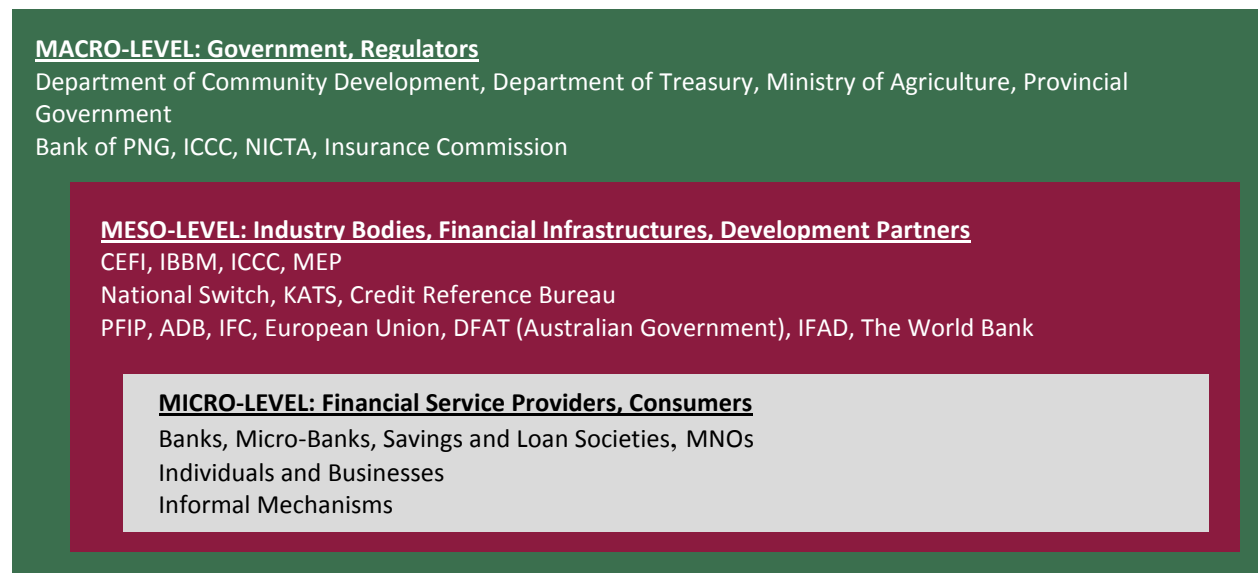 MACRO-LEVEL: Government, Regulators
Department of Community Development, Department of Treasury, Ministry of Agriculture, Provincial
Government
Bank of PNG, ICCC, NICTA, Insurance Commission
MESO-LEVEL: Industry Bodies, Financial Infrastructures, Development Partners
CEFI, IBBM, ICCC, MEP
National Switch, KATS, Credit Reference Bureau
PFIP, ADB, IFC, European Union, DFAT (Australian Government), IFAD, The World Bank
MICRO-LEVEL: Financial Service Providers, Consumers
Banks, Micro-Banks, Savings and Loan Societies, MNOs
Individuals and Businesses
Informal Mechanisms